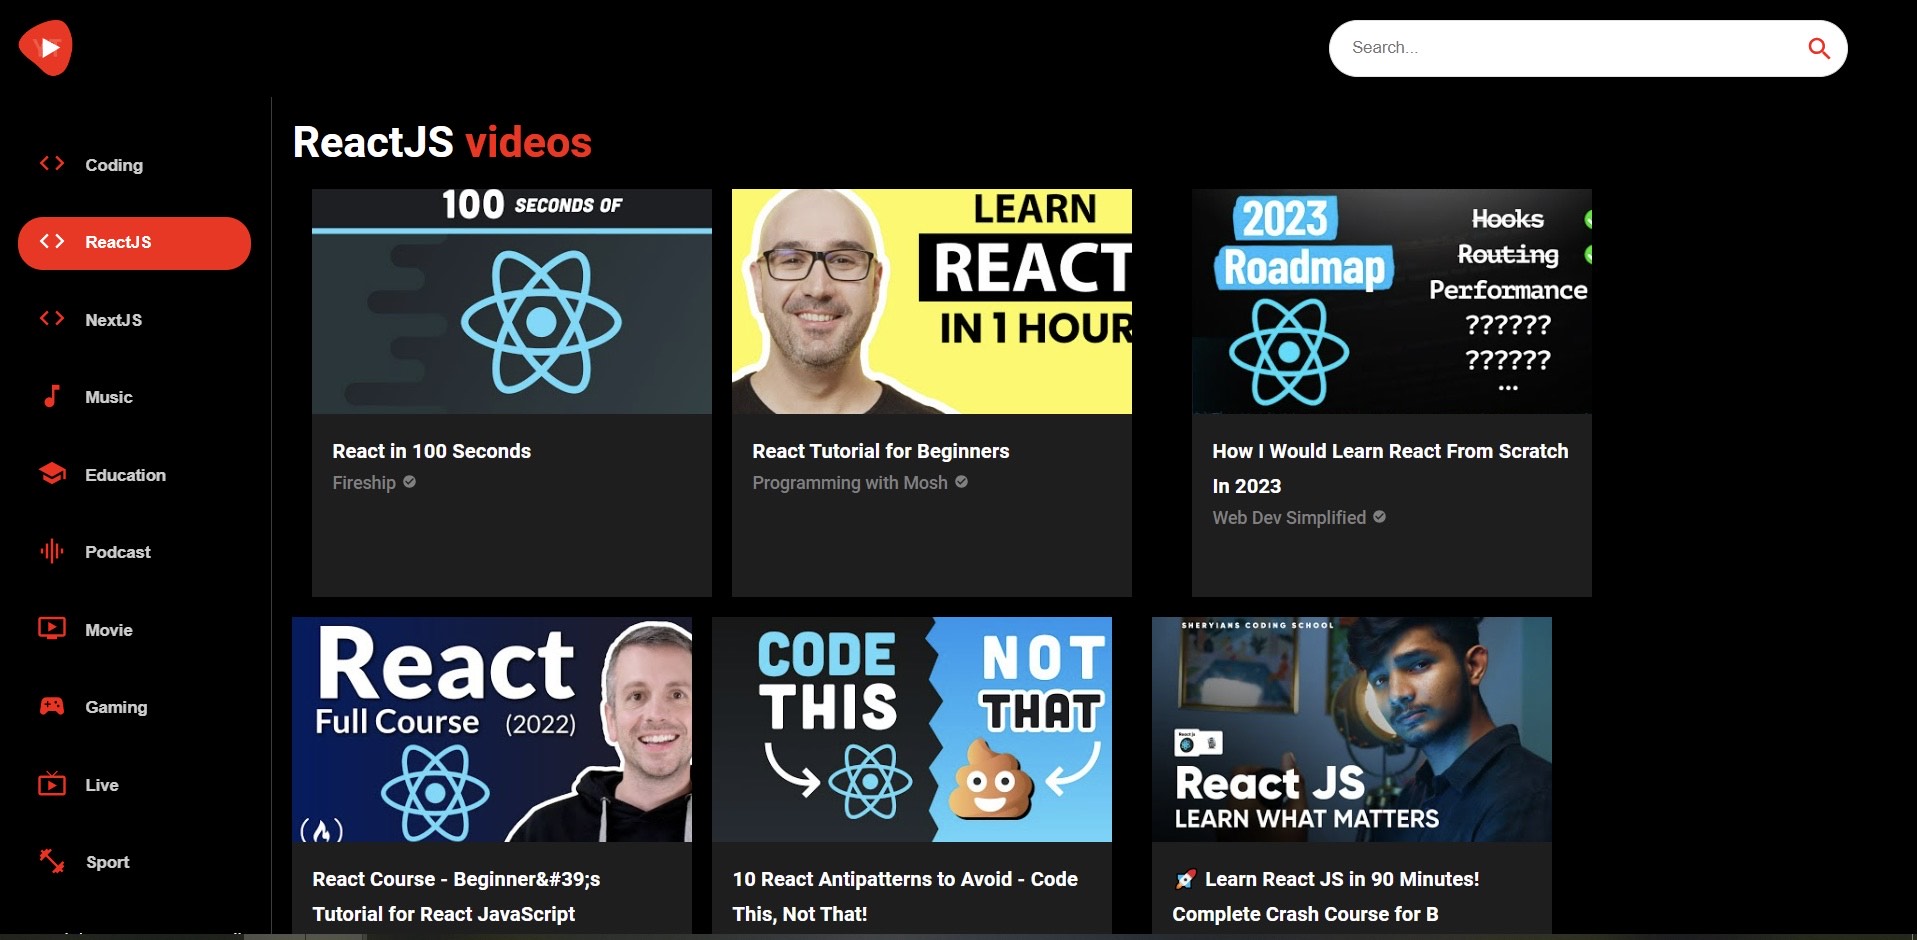 YT
Search...
Coding
ReactJS
NextJS
Music
Education
Podcast
Movie
Gaming
Live
Sport
ReactJS videos
100 SECONDS OF
React in 100 Seconds
Fireship
LEARN
REACT
IN 1 HOUR
React Tutorial for Beginners
Programming with Mosh
2023
Roadmap
Hooks
Routing
Performance
??????
??????
...
How I Would Learn React From Scratch
In 2023
Web Dev Simplified
React
Full Course (2022)
React Course - Beginner&#39;s
Tutorial for React JavaScript
CODE
THIS
NOT
THAT
10 React Antipatterns to Avoid - Code
This, Not That!
SHERYIANS CODING SCHOOL
React js
React JS
LEARN WHAT MATTERS
🚀 Learn React JS in 90 Minutes!
Complete Crash Course for B